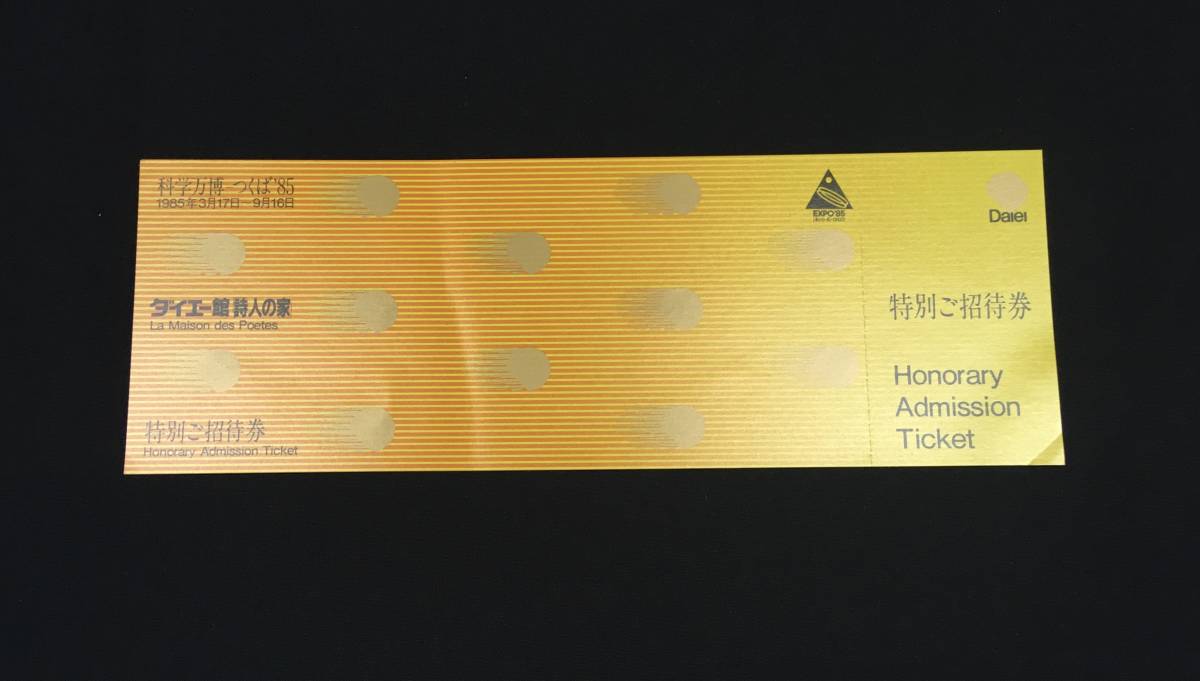 科学万博-つくば'85
1985年3月17日～9月16日
ダイエー館 詩人の家
La Maison des Poetes
特別ご招待券
Honorary Admission Ticket
EXPO'85
Daiei
特別ご招待券
Honorary
Admission
Ticket